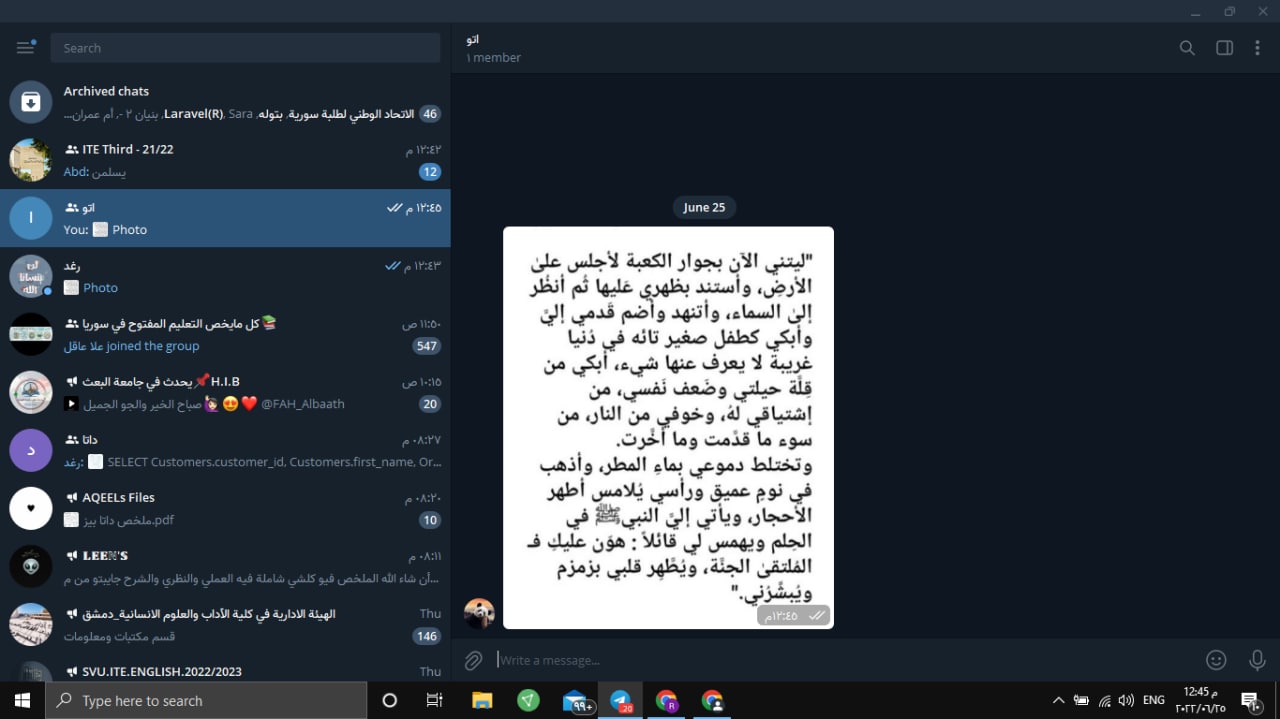 Search
Archived chats
الاتحاد الوطني لطلبة سورية, بتوله, Laravel(R), Sara, بنيان ٢ -, أم عمران...
46
ITE Third - 21/22
١٢:٤٢ م
Abd: يسلمن
12
اتو
١٢:٤٥ م
You: Photo
رغد
١٢:٤٣ م
Photo
كل مايخص التعليم المفتوح في سوريا📚
١١:٥٠ ص
علا عاقل joined the group
547
يحدث في جامعة البعث📌H.I.B
١٠:١٥ ص
صباح الخير والجو الجميل🙋🏻‍♀️😍❤️ @FAH_Albaath
20
داتا
٠٨:٢٧ م
رغد: SELECT Customers.customer_id, Customers.first_name, Or...
AQEELs Files
٠٨:٢٠ م
ملخص داتا بيز.pdf
10
LEEN'S
٠٨:١١ م
أن شاء الله الملخص فيو كلشي شاملة فيه العملي والنظري والشرح جايبتو من م...
الهيئة الادارية في كلية الأداب والعلوم الانسانية_دمشق
Thu
قسم مكتبات ومعلومات
146
SVU.ITE.ENGLISH.2022/2023
Thu
اتو
١ member
June 25
"ليتني الآن بجوار الكعبة لأجلس علىٰ
الأرضِ، وأستند بظهري عَليها ثُم أنظُر
إلىٰ السماء، وأتنهد وأضم قَدمي إليَّ
وأبكي كطفل صغير تائه في دُنيا
غريبة لا يعرف عنها شيء، أبكي من
قِلَّة حيلتي وضَعف نَفسي، من
إشتياقي لهُ، وخوفي من النار، من
سوء ما قدَّمت وما أخَّرت.
وتختلط دموعي بماءِ المطر، وأذهب
في نومٍ عميق ورأسي يُلامس أطهر
الأحجار، ويأتي إليَّ النبيﷺ في
الحِلم ويهمس لي قائلاً : هوَن عليكِ فـ
المُلتقىٰ الجنَّة، ويُطَّهِر قلبي بزمزم
ويُبشَّرُني."
١٢:٤٥م
Write a message...
Type here to search
٩٩+
20
ENG
12:45 م
٢٠٢٢/٠٦/٢٥